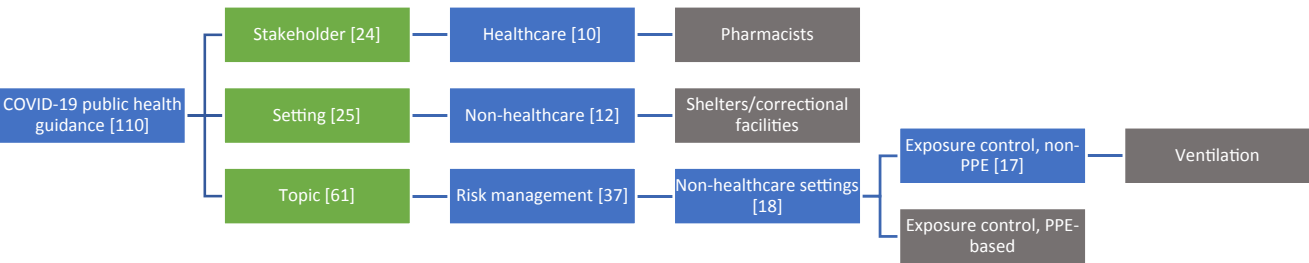 Stakeholder [24]
Healthcare [10]
Pharmacists
COVID-19 public health
guidance [110]
Setting [25]
Non-healthcare [12]
Shelters/correctional
facilities
Topic [61]
Risk management [37]
Non-healthcare settings
[18]
Exposure control, non-
PPE [17]
Ventilation
Exposure control, PPE-
based